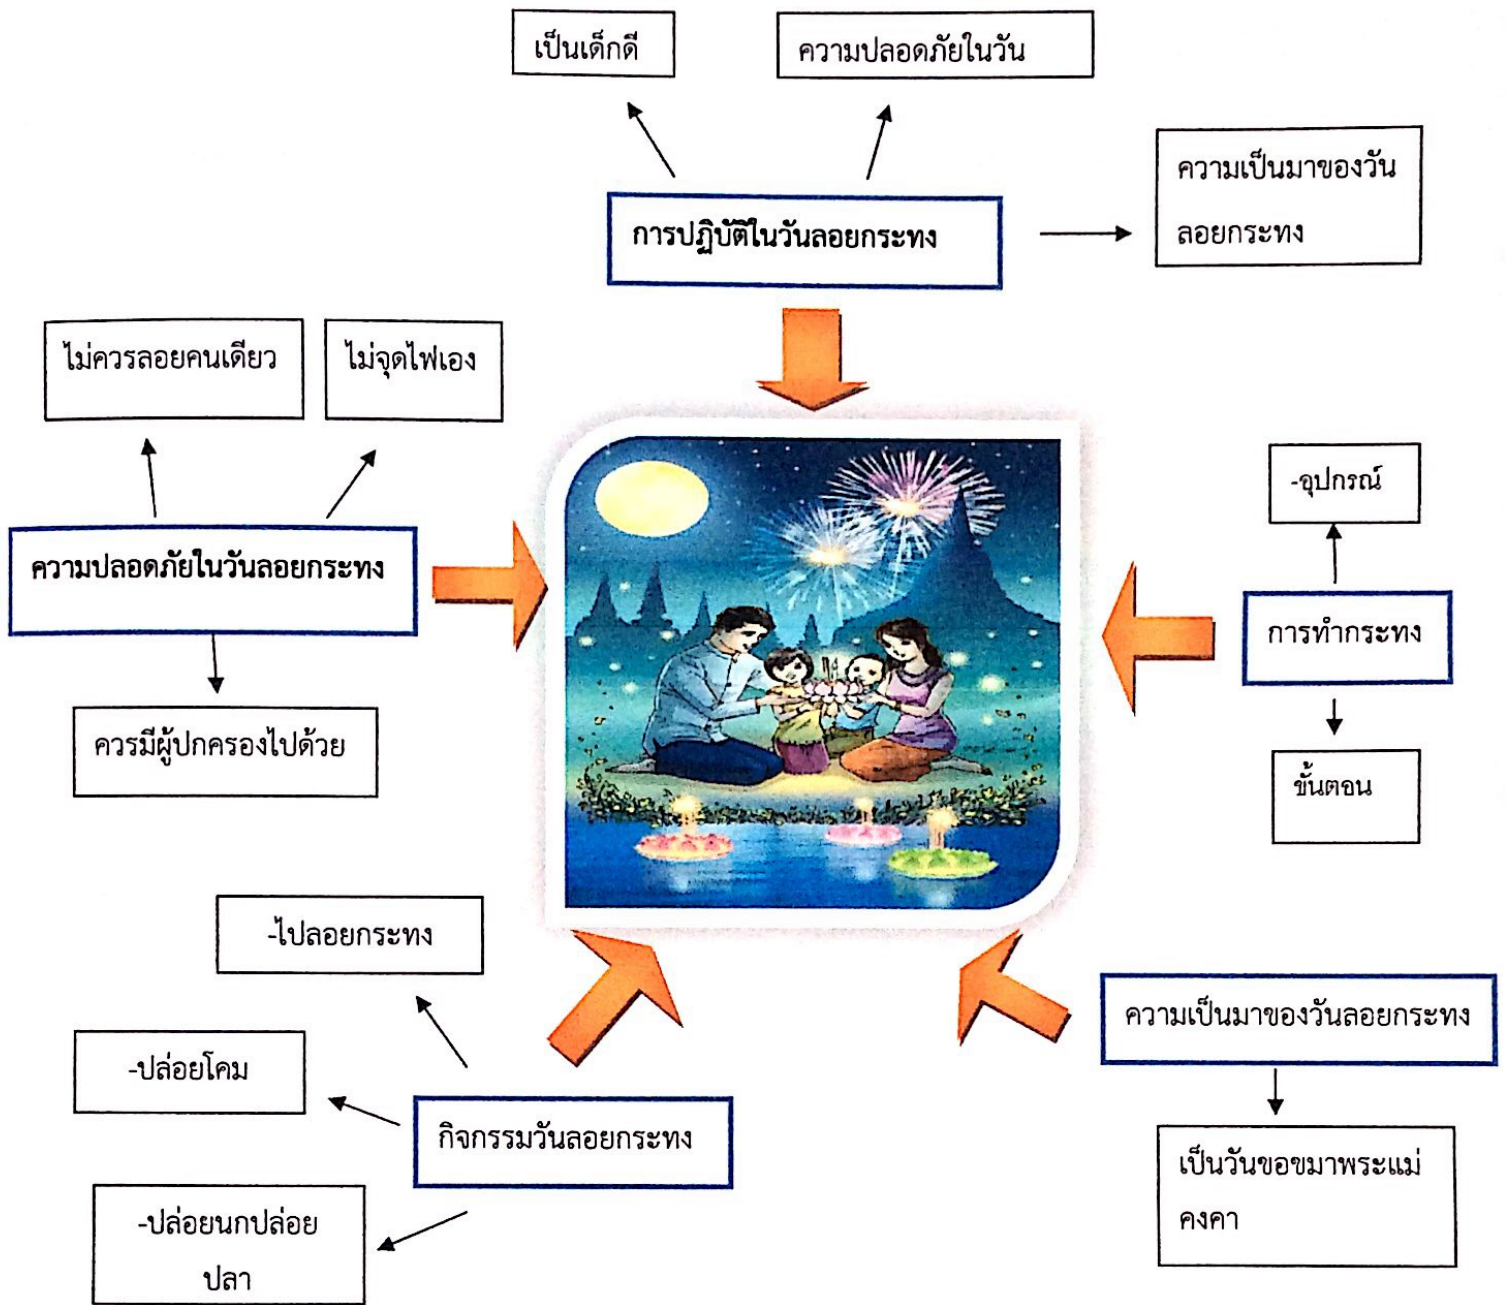 เป็นเด็กดี
ความปลอดภัยในวัน
ความเป็นมาของวัน
ลอยกระทง
การปฏิบัติในวันลอยกระทง
ไม่ควรลอยคนเดียว
ไม่จุดไฟเอง
-อุปกรณ์
ความปลอดภัยในวันลอยกระทง
การทำกระทง
ควรมีผู้ปกครองไปด้วย
ขั้นตอน
-ไปลอยกระทง
ความเป็นมาของวันลอยกระทง
-ปล่อยโคม
กิจกรรมวันลอยกระทง
เป็นวันขอขมาพระแม่
คงคา
-ปล่อยนกปล่อย
ปลา